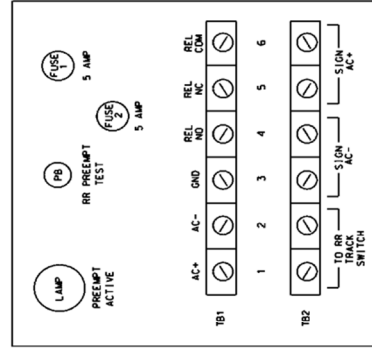 LAMP
PREEMPT
ACTIVE
PB
RR PREEMPT
TEST
FUSE
1
5 AMP
FUSE
2
5 AMP
AC+
AC-
GND
REL
NO
REL
NC
REL
COM
TB1
1 2 3 4 5 6
TB2
TO RR
TRACK
SWITCH
SIGN
AC-
SIGN
AC+